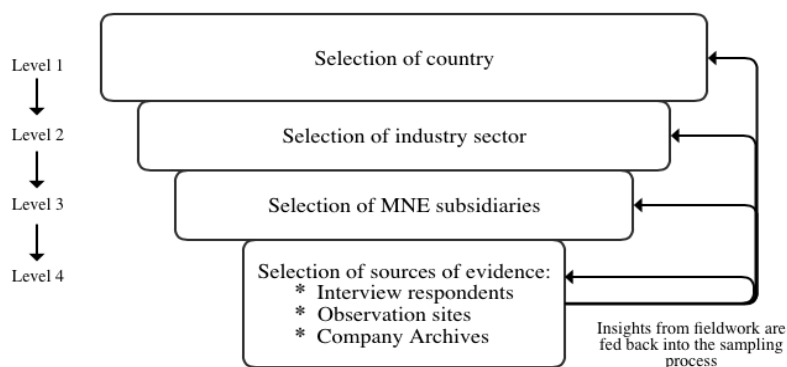 Level 1
Selection of country
Level 2
Selection of industry sector
Level 3
Selection of MNE subsidiaries
Level 4
Selection of sources of evidence:
* Interview respondents
* Observation sites
* Company Archives
Insights from fieldwork are
fed back into the sampling
process